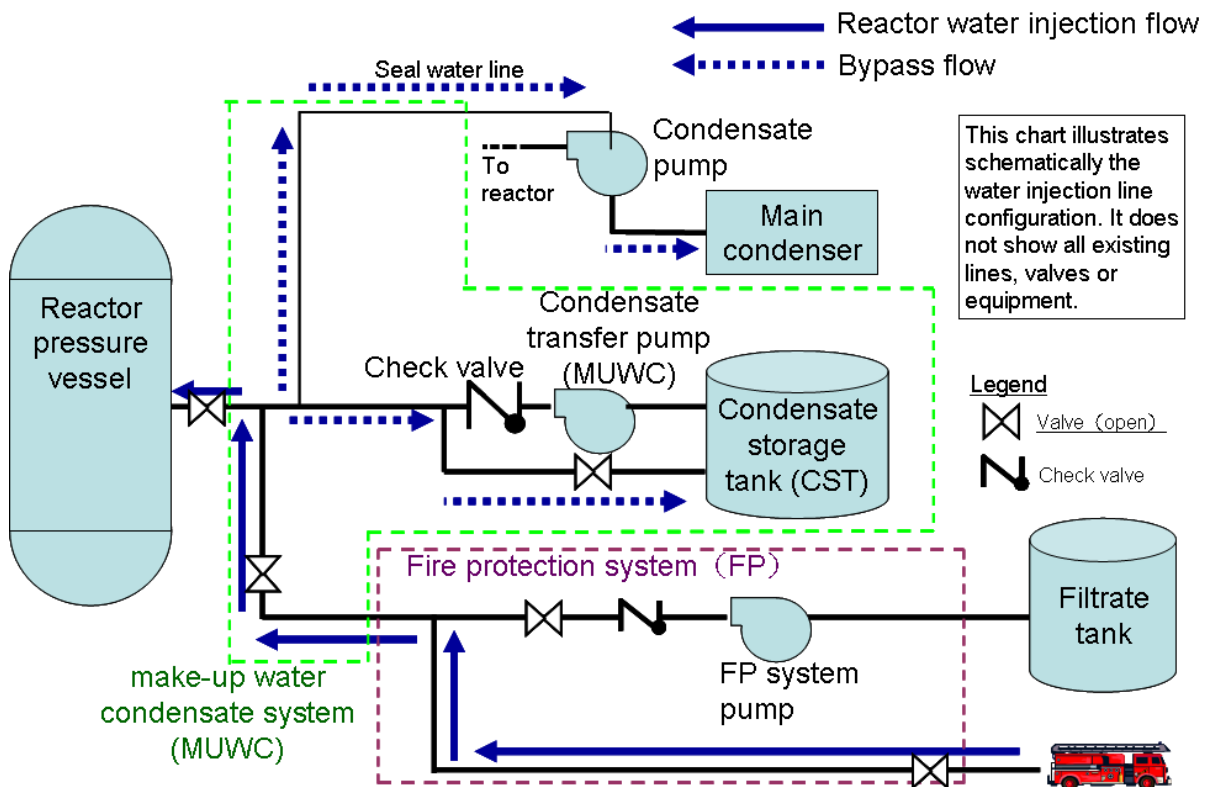 Reactor water injection flow
Bypass flow
Seal water line
Condensate
pump
To
reactor
Main
condenser
This chart illustrates
schematically the
water injection line
configuration. It does
not show all existing
lines, valves or
equipment.
Reactor
pressure
vessel
Condensate
transfer pump
(MUWC)
Check valve
Condensate
storage
tank (CST)
Legend
Valve（open）
Check valve
Fire protection system（FP）
Filtrate
tank
FP system
pump
make-up water
condensate system
(MUWC)